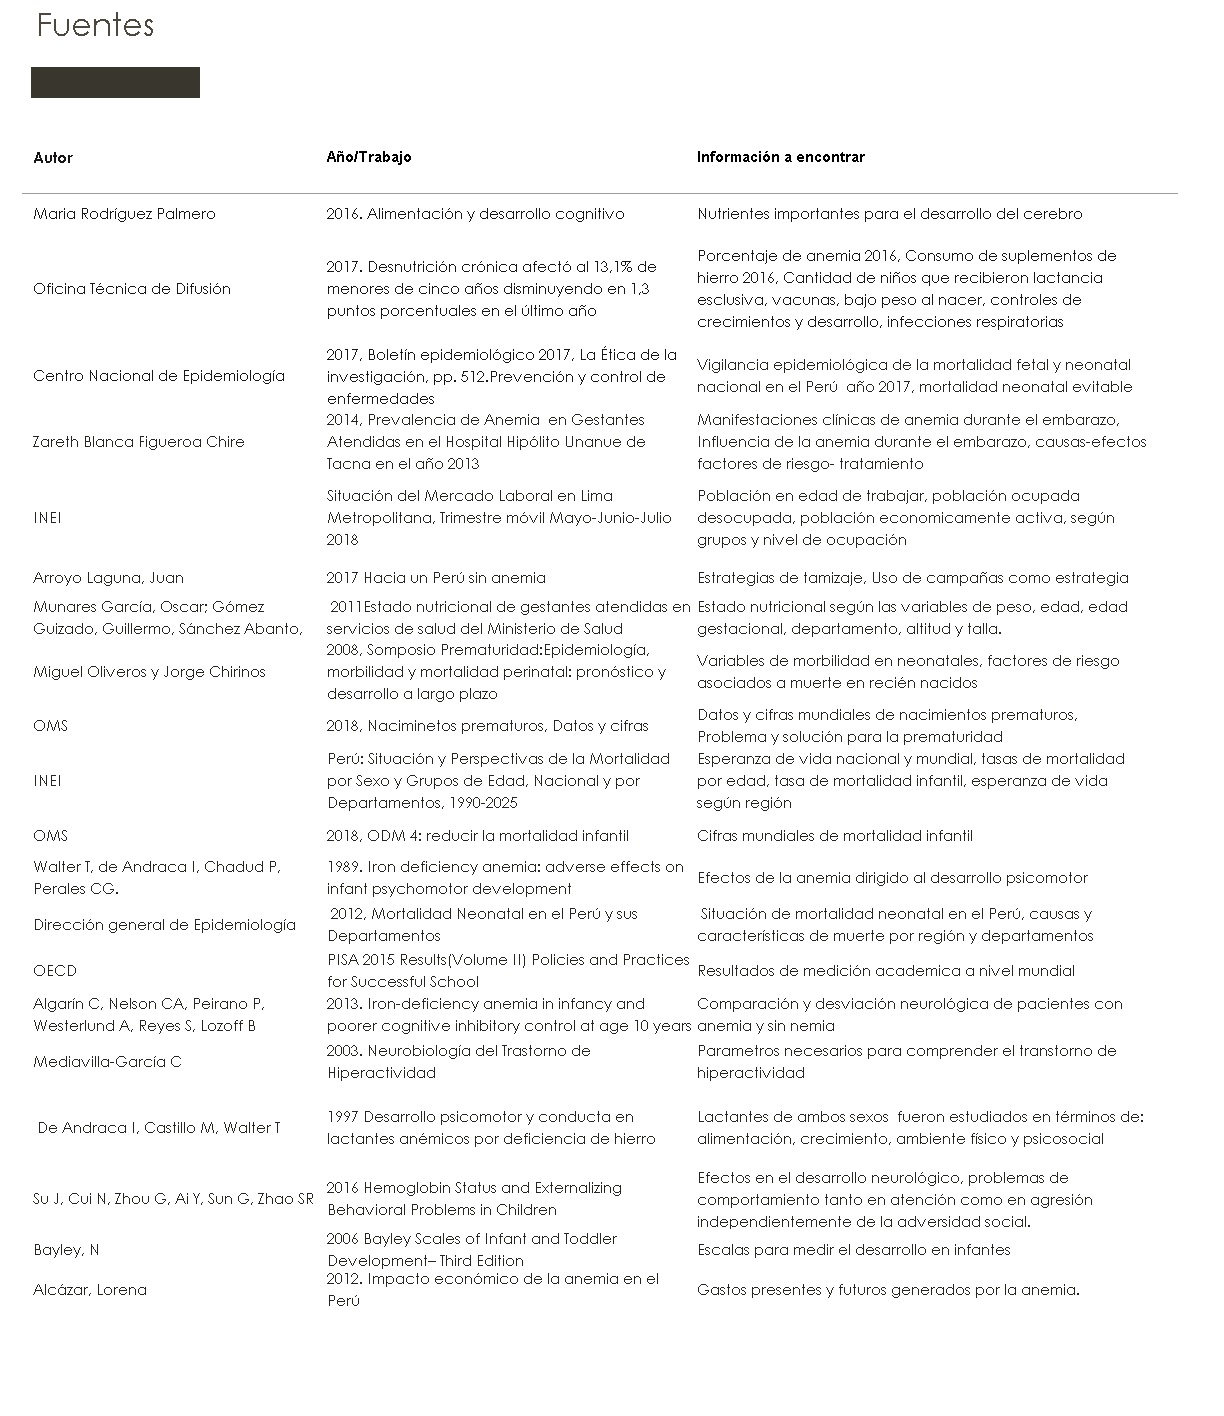 Fuentes
Autor
Año/Trabajo
Información a encontrar
Maria Rodríguez Palmero
2016. Alimentación y desarrollo cognitivo
Nutrientes importantes para el desarrollo del cerebro
Oficina Técnica de Difusión
2017. Desnutrición crónica afectó al 13,1% de
menores de cinco años disminuyendo en 1,3
puntos porcentuales en el último año
Porcentaje de anemia 2016, Consumo de suplementos de
hierro 2016, Cantidad de niños que recibieron lactancia
esclusiva, vacunas, bajo peso al nacer, controles de
crecimientos y desarrollo, infecciones respiratorias
Centro Nacional de Epidemiología
2017, Boletín epidemiológico 2017, La Ética de la
investigación, pp. 512.Prevención y control de
enfermedades
Vigilancia epidemiológica de la mortalidad fetal y neonatal
nacional en el Perú  año 2017, mortalidad neonatal evitable
Zareth Blanca Figueroa Chire
2014, Prevalencia de Anemia  en Gestantes
Atendidas en el Hospital Hipólito Unanue de
Tacna en el año 2013
Manifestaciones clínicas de anemia durante el embarazo,
Influencia de la anemia durante el embarazo, causas-efectos
factores de riesgo- tratamiento
INEI
Situación del Mercado Laboral en Lima
Metropolitana, Trimestre móvil Mayo-Junio-Julio
2018
Población en edad de trabajar, población ocupada
desocupada, población economicamente activa, según
grupos y nivel de ocupación
Arroyo Laguna, Juan
2017 Hacia un Perú sin anemia
Estrategias de tamizaje, Uso de campañas como estrategia
Munares García, Oscar; Gómez
Guizado, Guillermo, Sánchez Abanto,
2011Estado nutricional de gestantes atendidas en
servicios de salud del Ministerio de Salud
Estado nutricional según las variables de peso, edad, edad
gestacional, departamento, altitud y talla.
Miguel Oliveros y Jorge Chirinos
2008, Somposio Prematuridad:Epidemiología,
morbilidad y mortalidad perinatal: pronóstico y
desarrollo a largo plazo
Variables de morbilidad en neonatales, factores de riesgo
asociados a muerte en recién nacidos
OMS
2018, Naciminetos prematuros, Datos y cifras
Datos y cifras mundiales de nacimientos prematuros,
Problema y solución para la prematuridad
INEI
Perú: Situación y Perspectivas de la Mortalidad
por Sexo y Grupos de Edad, Nacional y por
Departamentos, 1990-2025
Esperanza de vida nacional y mundial, tasas de mortalidad
por edad, tasa de mortalidad infantil, esperanza de vida
según región
OMS
2018, ODM 4: reducir la mortalidad infantil
Cifras mundiales de mortalidad infantil
Walter T, de Andraca I, Chadud P,
Perales CG.
1989. Iron deficiency anemia: adverse effects on
infant psychomotor development
Efectos de la anemia dirigido al desarrollo psicomotor
Dirección general de Epidemiología
2012, Mortalidad Neonatal en el Perú y sus
Departamentos
Situación de mortalidad neonatal en el Perú, causas y
características de muerte por región y departamentos
OECD
PISA 2015 Results(Volume II) Policies and Practices
for Successful School
Resultados de medición academica a nivel mundial
Algarín C, Nelson CA, Peirano P,
Westerlund A, Reyes S, Lozoff B
2013. Iron-deficiency anemia in infancy and
poorer cognitive inhibitory control at age 10 years
Comparación y desviación neurológica de pacientes con
anemia y sin nemia
Mediavilla-García C
2003. Neurobiología del Trastorno de
Hiperactividad
Parametros necesarios para comprender el transtorno de
hiperactividad
De Andraca I, Castillo M, Walter T
1997 Desarrollo psicomotor y conducta en
lactantes anémicos por deficiencia de hierro
Lactantes de ambos sexos  fueron estudiados en términos de:
alimentación, crecimiento, ambiente físico y psicosocial
Su J, Cui N, Zhou G, Ai Y, Sun G, Zhao SR
2016 Hemoglobin Status and Externalizing
Behavioral Problems in Children
Efectos en el desarrollo neurológico, problemas de
comportamiento tanto en atención como en agresión
independientemente de la adversidad social.
Bayley, N
2006 Bayley Scales of Infant and Toddler
Development– Third Edition
Escalas para medir el desarrollo en infantes
Alcázar, Lorena
2012. Impacto económico de la anemia en el
Perú
Gastos presentes y futuros generados por la anemia.